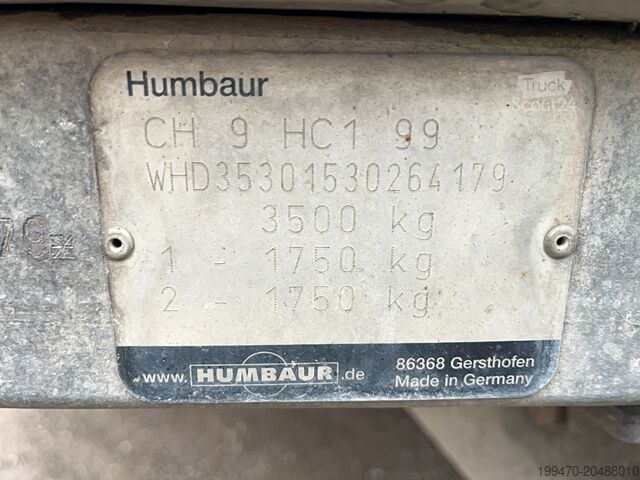 Humbaur
Truck
Scout24
CH 9 HC1 99
WHD35301530264179
3500 kg
1 - 1750 kg
2 - 1750 kg
www. HUMBAUR .de
86368 Gersthofen
Made in Germany
199470-20488010